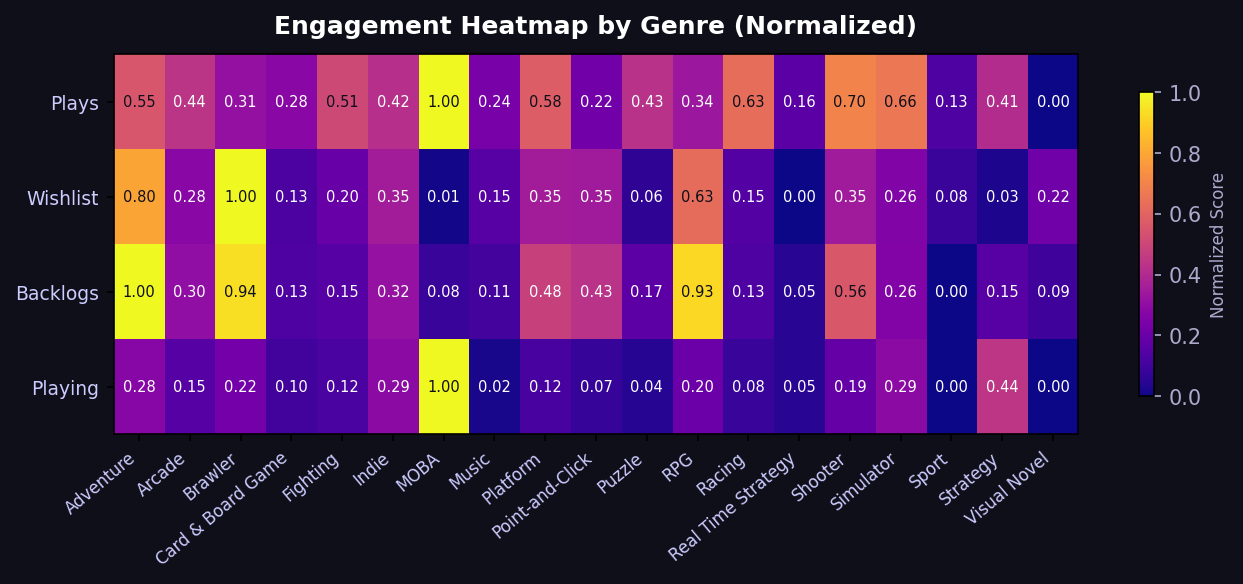 Engagement Heatmap by Genre (Normalized)
Plays 0.55 0.44 0.31 0.28 0.51 0.42 1.00 0.24 0.58 0.22 0.43 0.34 0.63 0.16 0.70 0.66 0.13 0.41 0.00
Wishlist 0.80 0.28 1.00 0.13 0.20 0.35 0.01 0.15 0.35 0.35 0.06 0.63 0.15 0.00 0.35 0.26 0.08 0.03 0.22
Backlogs 1.00 0.30 0.94 0.13 0.15 0.32 0.08 0.11 0.48 0.43 0.17 0.93 0.13 0.05 0.56 0.26 0.00 0.15 0.09
Playing 0.28 0.15 0.22 0.10 0.12 0.29 1.00 0.02 0.12 0.07 0.04 0.20 0.08 0.05 0.19 0.29 0.00 0.44 0.00
Adventure
Arcade
Brawler
Card & Board Game
Fighting
Indie
MOBA
Music
Platform
Point-and-Click
Puzzle
RPG
Racing
Real Time Strategy
Shooter
Simulator
Sport
Strategy
Visual Novel
1.0
0.8
0.6
0.4
0.2
0.0
Normalized Score